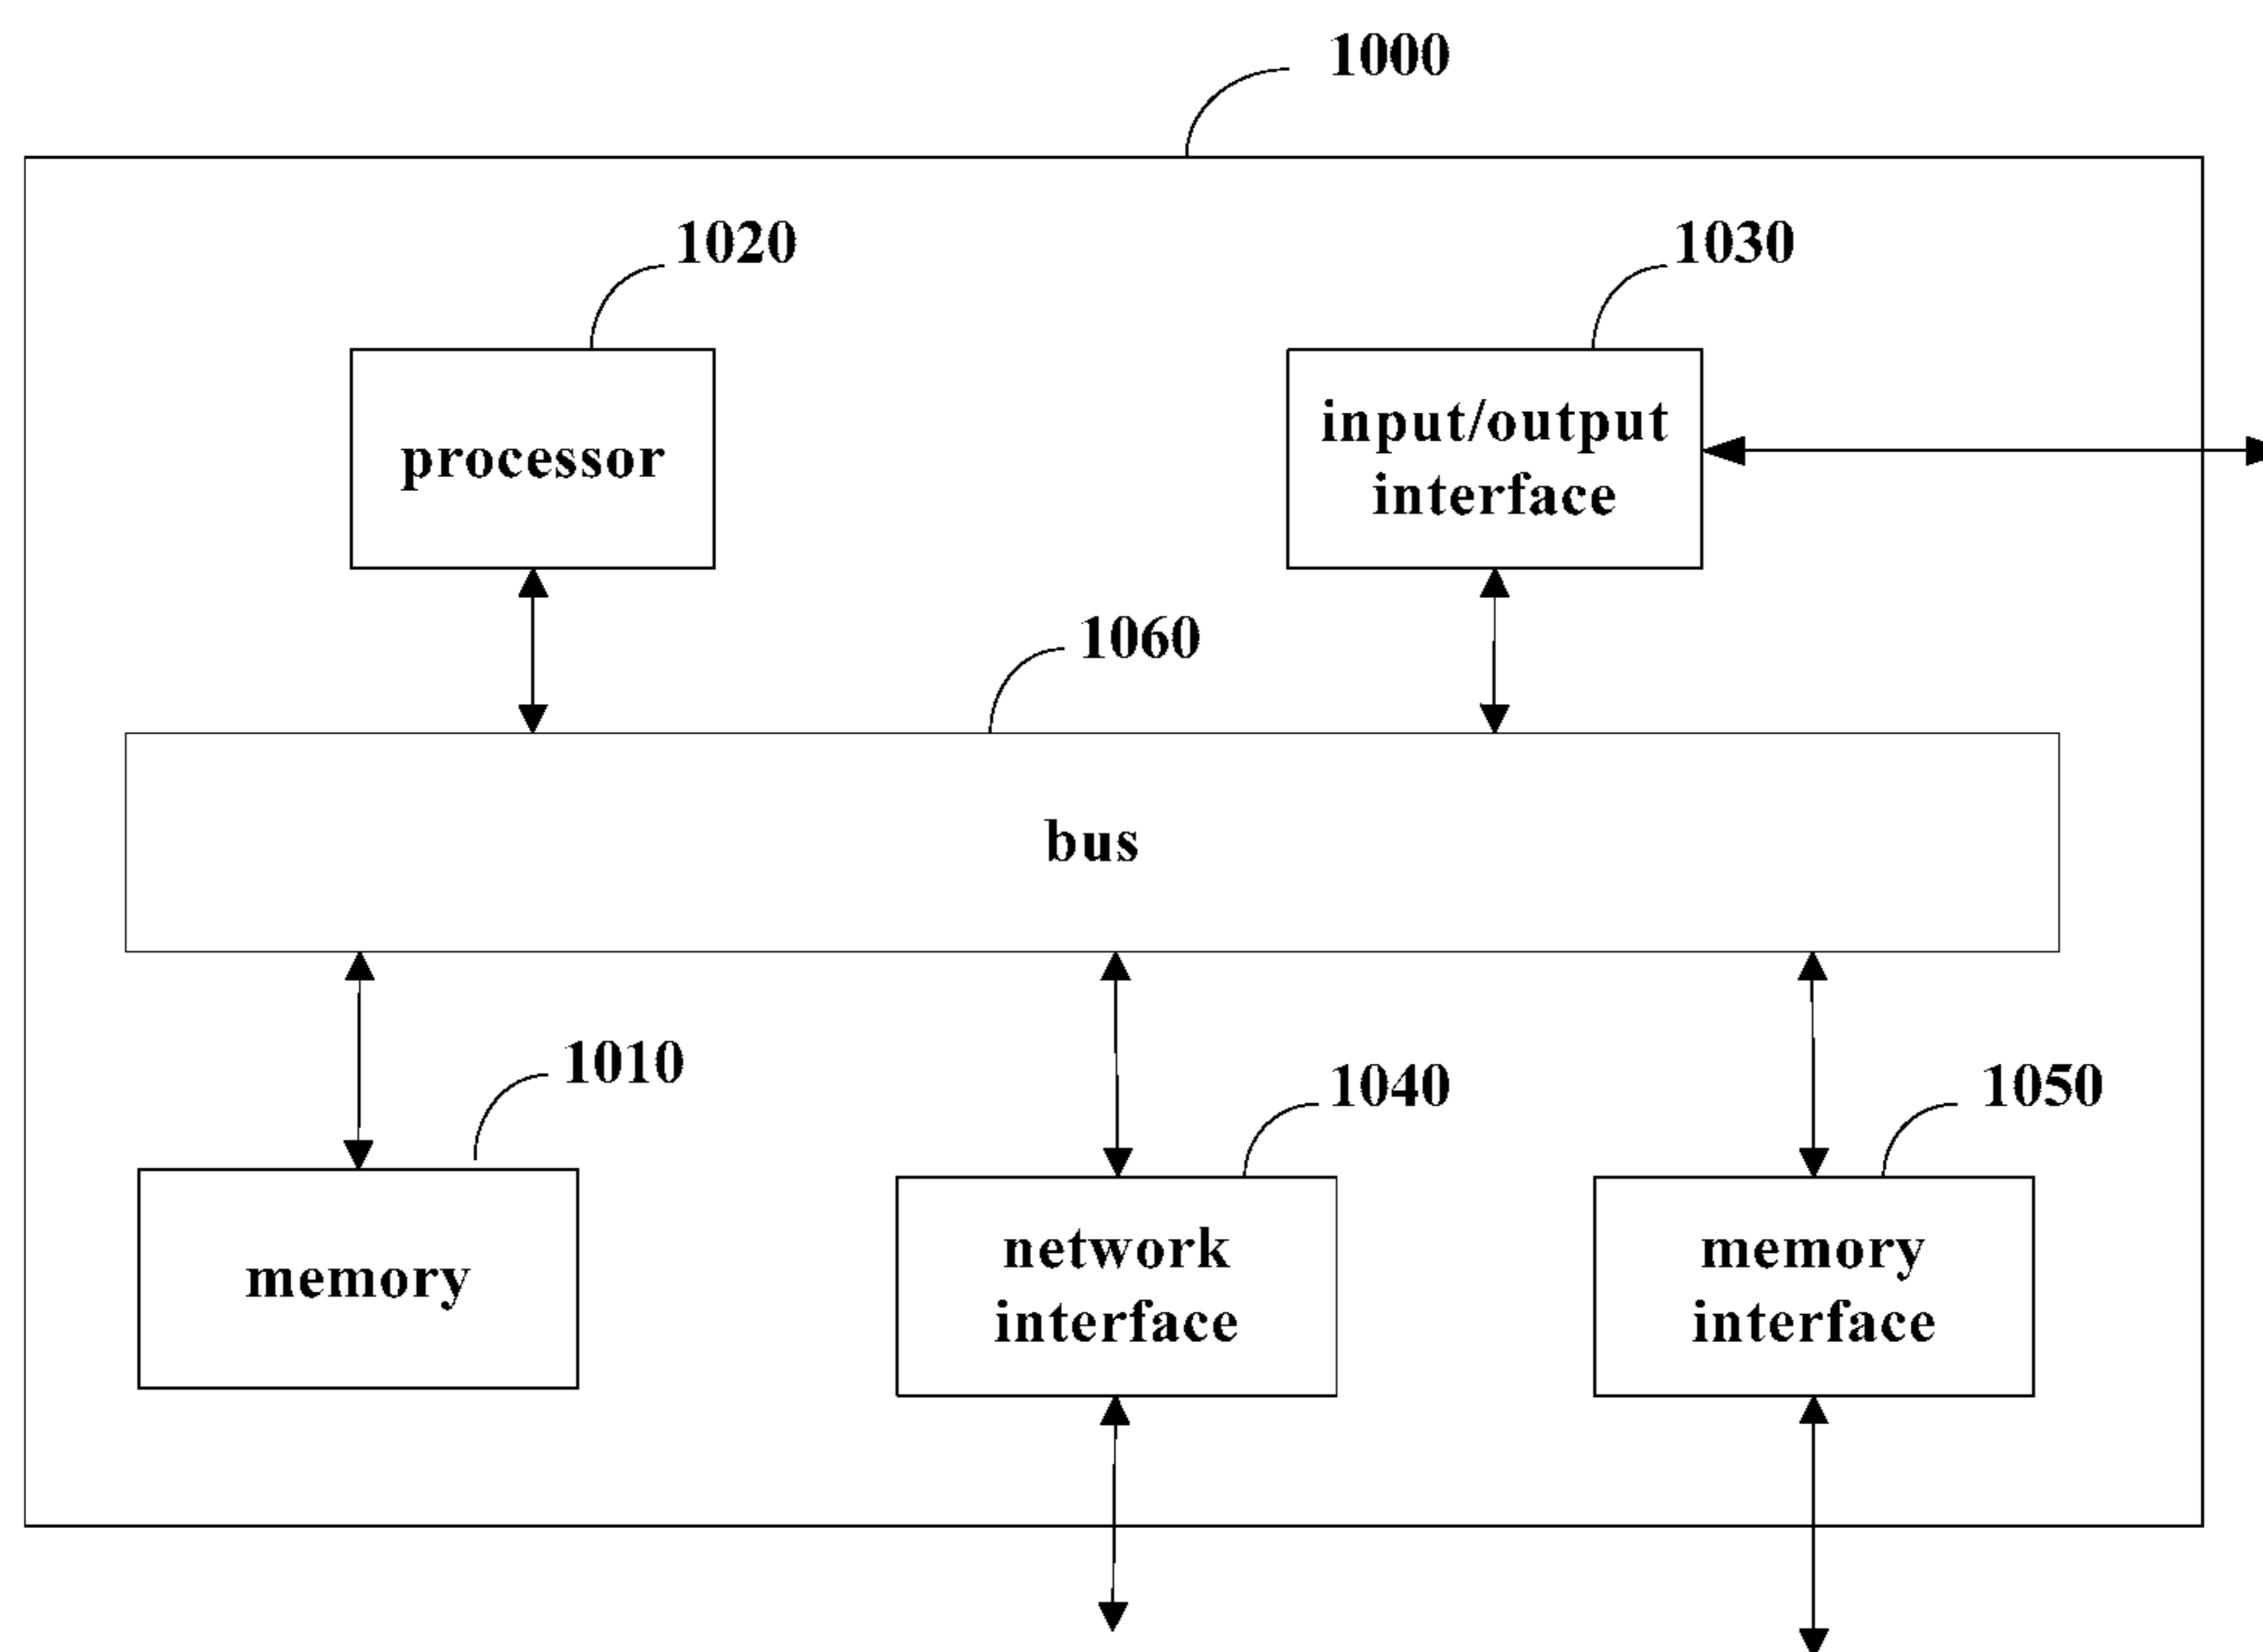 1000
1020
1030
processor
input/output
interface
1060
bus
1010
1040
1050
memory
network
interface
memory
interface